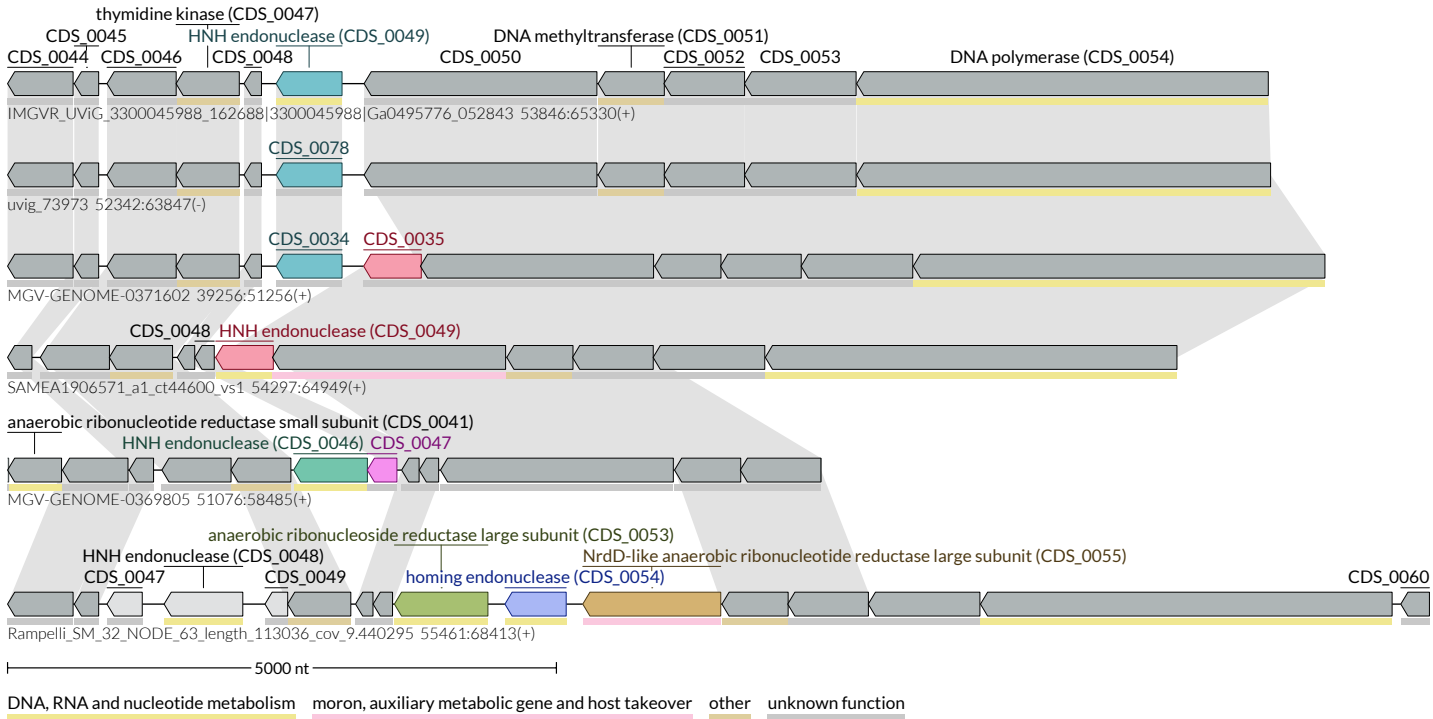 thymidine kinase (CDS_0047)
CDS_0045 HNH endonuclease (CDS_0049) DNA methyltransferase (CDS_0051)
CDS_0044 CDS_0046 CDS_0048 CDS_0050 CDS_0052 CDS_0053 DNA polymerase (CDS_0054)
IMGVR_UViG_3300045988_162688|3300045988|Ga0495776_052843 53846:65330(+)
CDS_0078
uvig_73973 52342:63847(-)
CDS_0034 CDS_0035
MGV-GENOME-0371602 39256:51256(+)
CDS_0048 HNH endonuclease (CDS_0049)
SAMEA1906571_a1_ct44600_vs1 54297:64949(+)
anaerobic ribonucleotide reductase small subunit (CDS_0041)
HNH endonuclease (CDS_0046) CDS_0047
MGV-GENOME-0369805 51076:58485(+)
anaerobic ribonucleoside reductase large subunit (CDS_0053)
HNH endonuclease (CDS_0048) NrdD-like anaerobic ribonucleotide reductase large subunit (CDS_0055)
CDS_0047 CDS_0049 homing endonuclease (CDS_0054) CDS_0060
Rampelli_SM_32_NODE_63_length_113036_cov_9.440295 55461:68413(+)
5000 nt
DNA, RNA and nucleotide metabolism moron, auxiliary metabolic gene and host takeover other unknown function